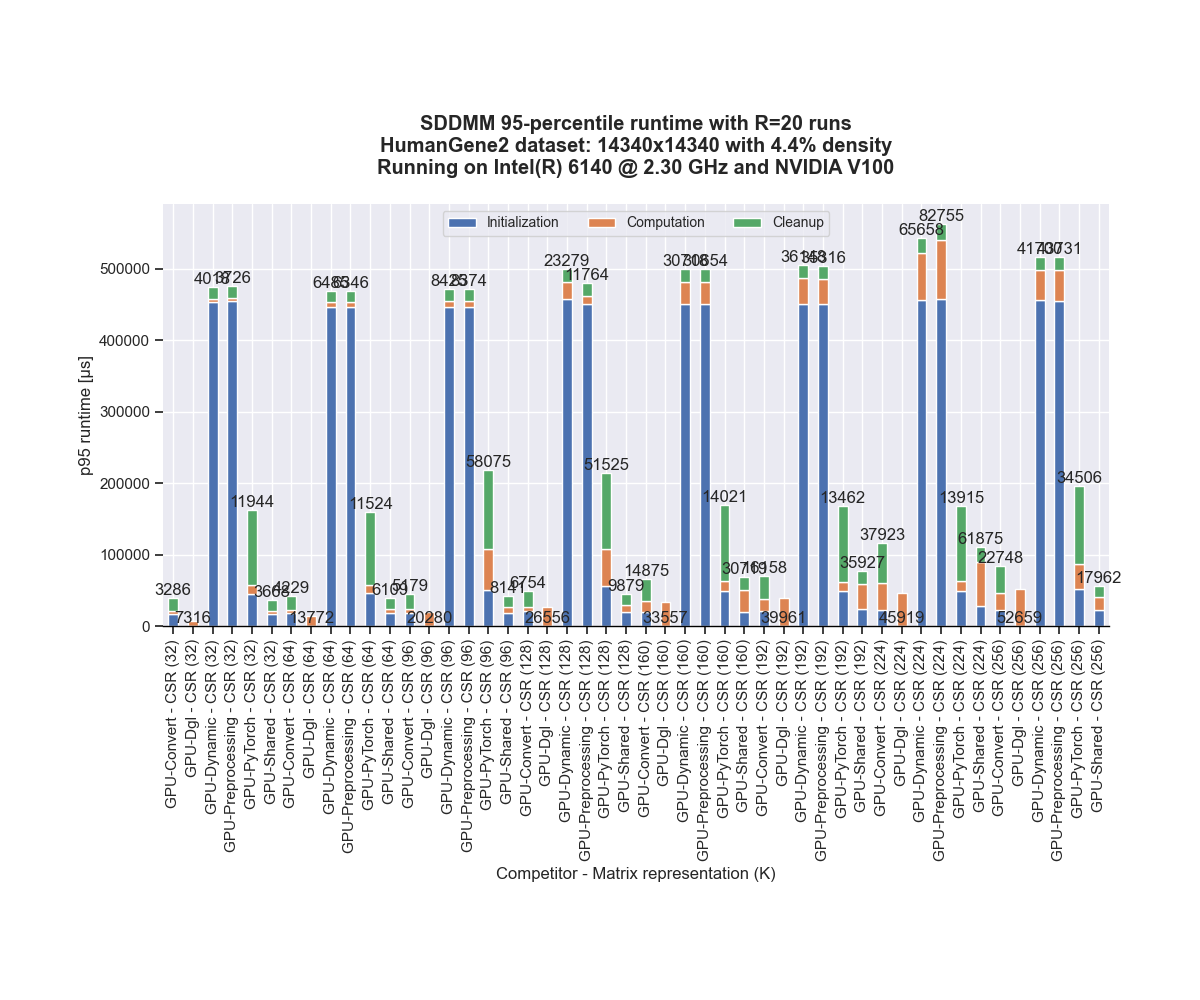 SDDMM 95-percentile runtime with R=20 runs
HumanGene2 dataset: 14340x14340 with 4.4% density
Running on Intel(R) 6140 @ 2.30 GHz and NVIDIA V100
Initialization
Computation
Cleanup
p95 runtime [µs]
500000
400000
300000
200000
100000
0
3286
7316
3726
11944
3668
4229
13772
6346
11524
6109
5179
20280
8374
58075
8141
6754
26556
23279
11764
51525
9879
14875
33557
30654
14021
16158
39961
35316
13462
35927
37923
45919
65658
82755
13915
61875
22748
52659
43731
34506
17962
GPU-Convert - CSR (32)
GPU-Dgl - CSR (32)
GPU-Dynamic - CSR (32)
GPU-Preprocessing - CSR (32)
GPU-PyTorch - CSR (32)
GPU-Shared - CSR (32)
GPU-Convert - CSR (64)
GPU-Dgl - CSR (64)
GPU-Dynamic - CSR (64)
GPU-Preprocessing - CSR (64)
GPU-PyTorch - CSR (64)
GPU-Shared - CSR (64)
GPU-Convert - CSR (96)
GPU-Dgl - CSR (96)
GPU-Dynamic - CSR (96)
GPU-Preprocessing - CSR (96)
GPU-PyTorch - CSR (96)
GPU-Shared - CSR (96)
GPU-Convert - CSR (128)
GPU-Dgl - CSR (128)
GPU-Dynamic - CSR (128)
GPU-Preprocessing - CSR (128)
GPU-PyTorch - CSR (128)
GPU-Shared - CSR (128)
GPU-Convert - CSR (160)
GPU-Dgl - CSR (160)
GPU-Dynamic - CSR (160)
GPU-Preprocessing - CSR (160)
GPU-PyTorch - CSR (160)
GPU-Shared - CSR (160)
GPU-Convert - CSR (192)
GPU-Dgl - CSR (192)
GPU-Dynamic - CSR (192)
GPU-Preprocessing - CSR (192)
GPU-PyTorch - CSR (192)
GPU-Shared - CSR (192)
GPU-Convert - CSR (224)
GPU-Dgl - CSR (224)
GPU-Dynamic - CSR (224)
GPU-Preprocessing - CSR (224)
GPU-PyTorch - CSR (224)
GPU-Shared - CSR (224)
GPU-Convert - CSR (256)
GPU-Dgl - CSR (256)
GPU-Dynamic - CSR (256)
GPU-Preprocessing - CSR (256)
GPU-PyTorch - CSR (256)
GPU-Shared - CSR (256)
Competitor - Matrix representation (K)